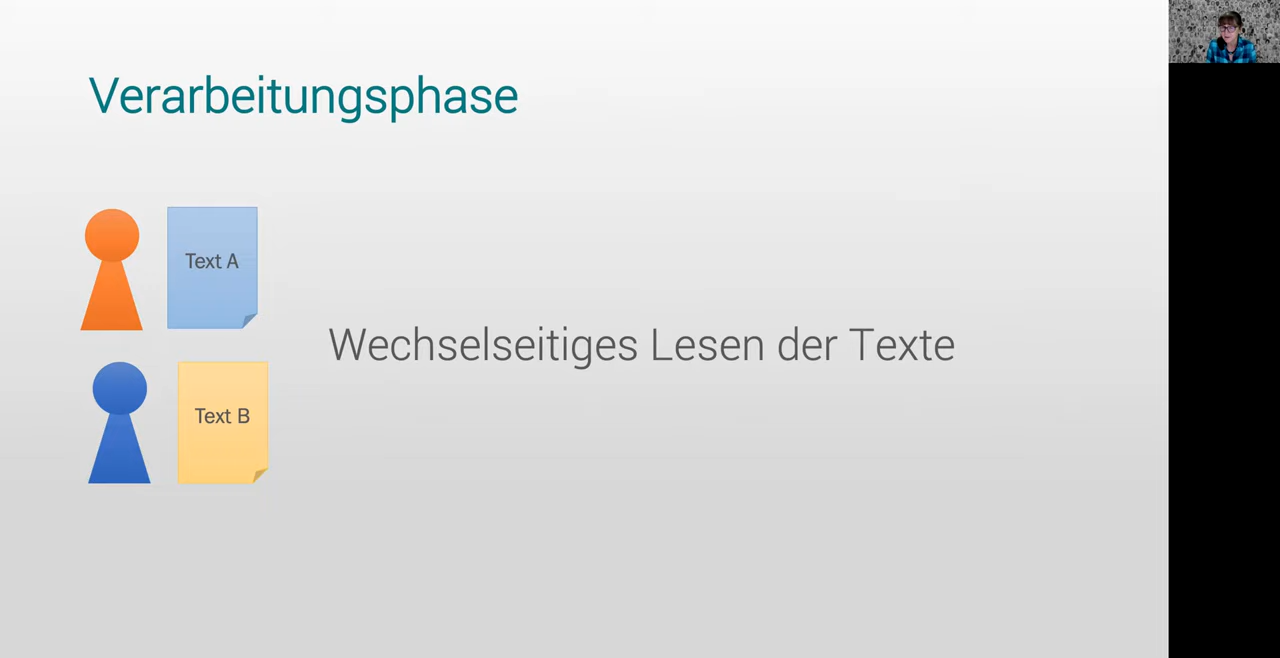 Verarbeitungsphase
Text A
Wechselseitiges Lesen der Texte
Text B